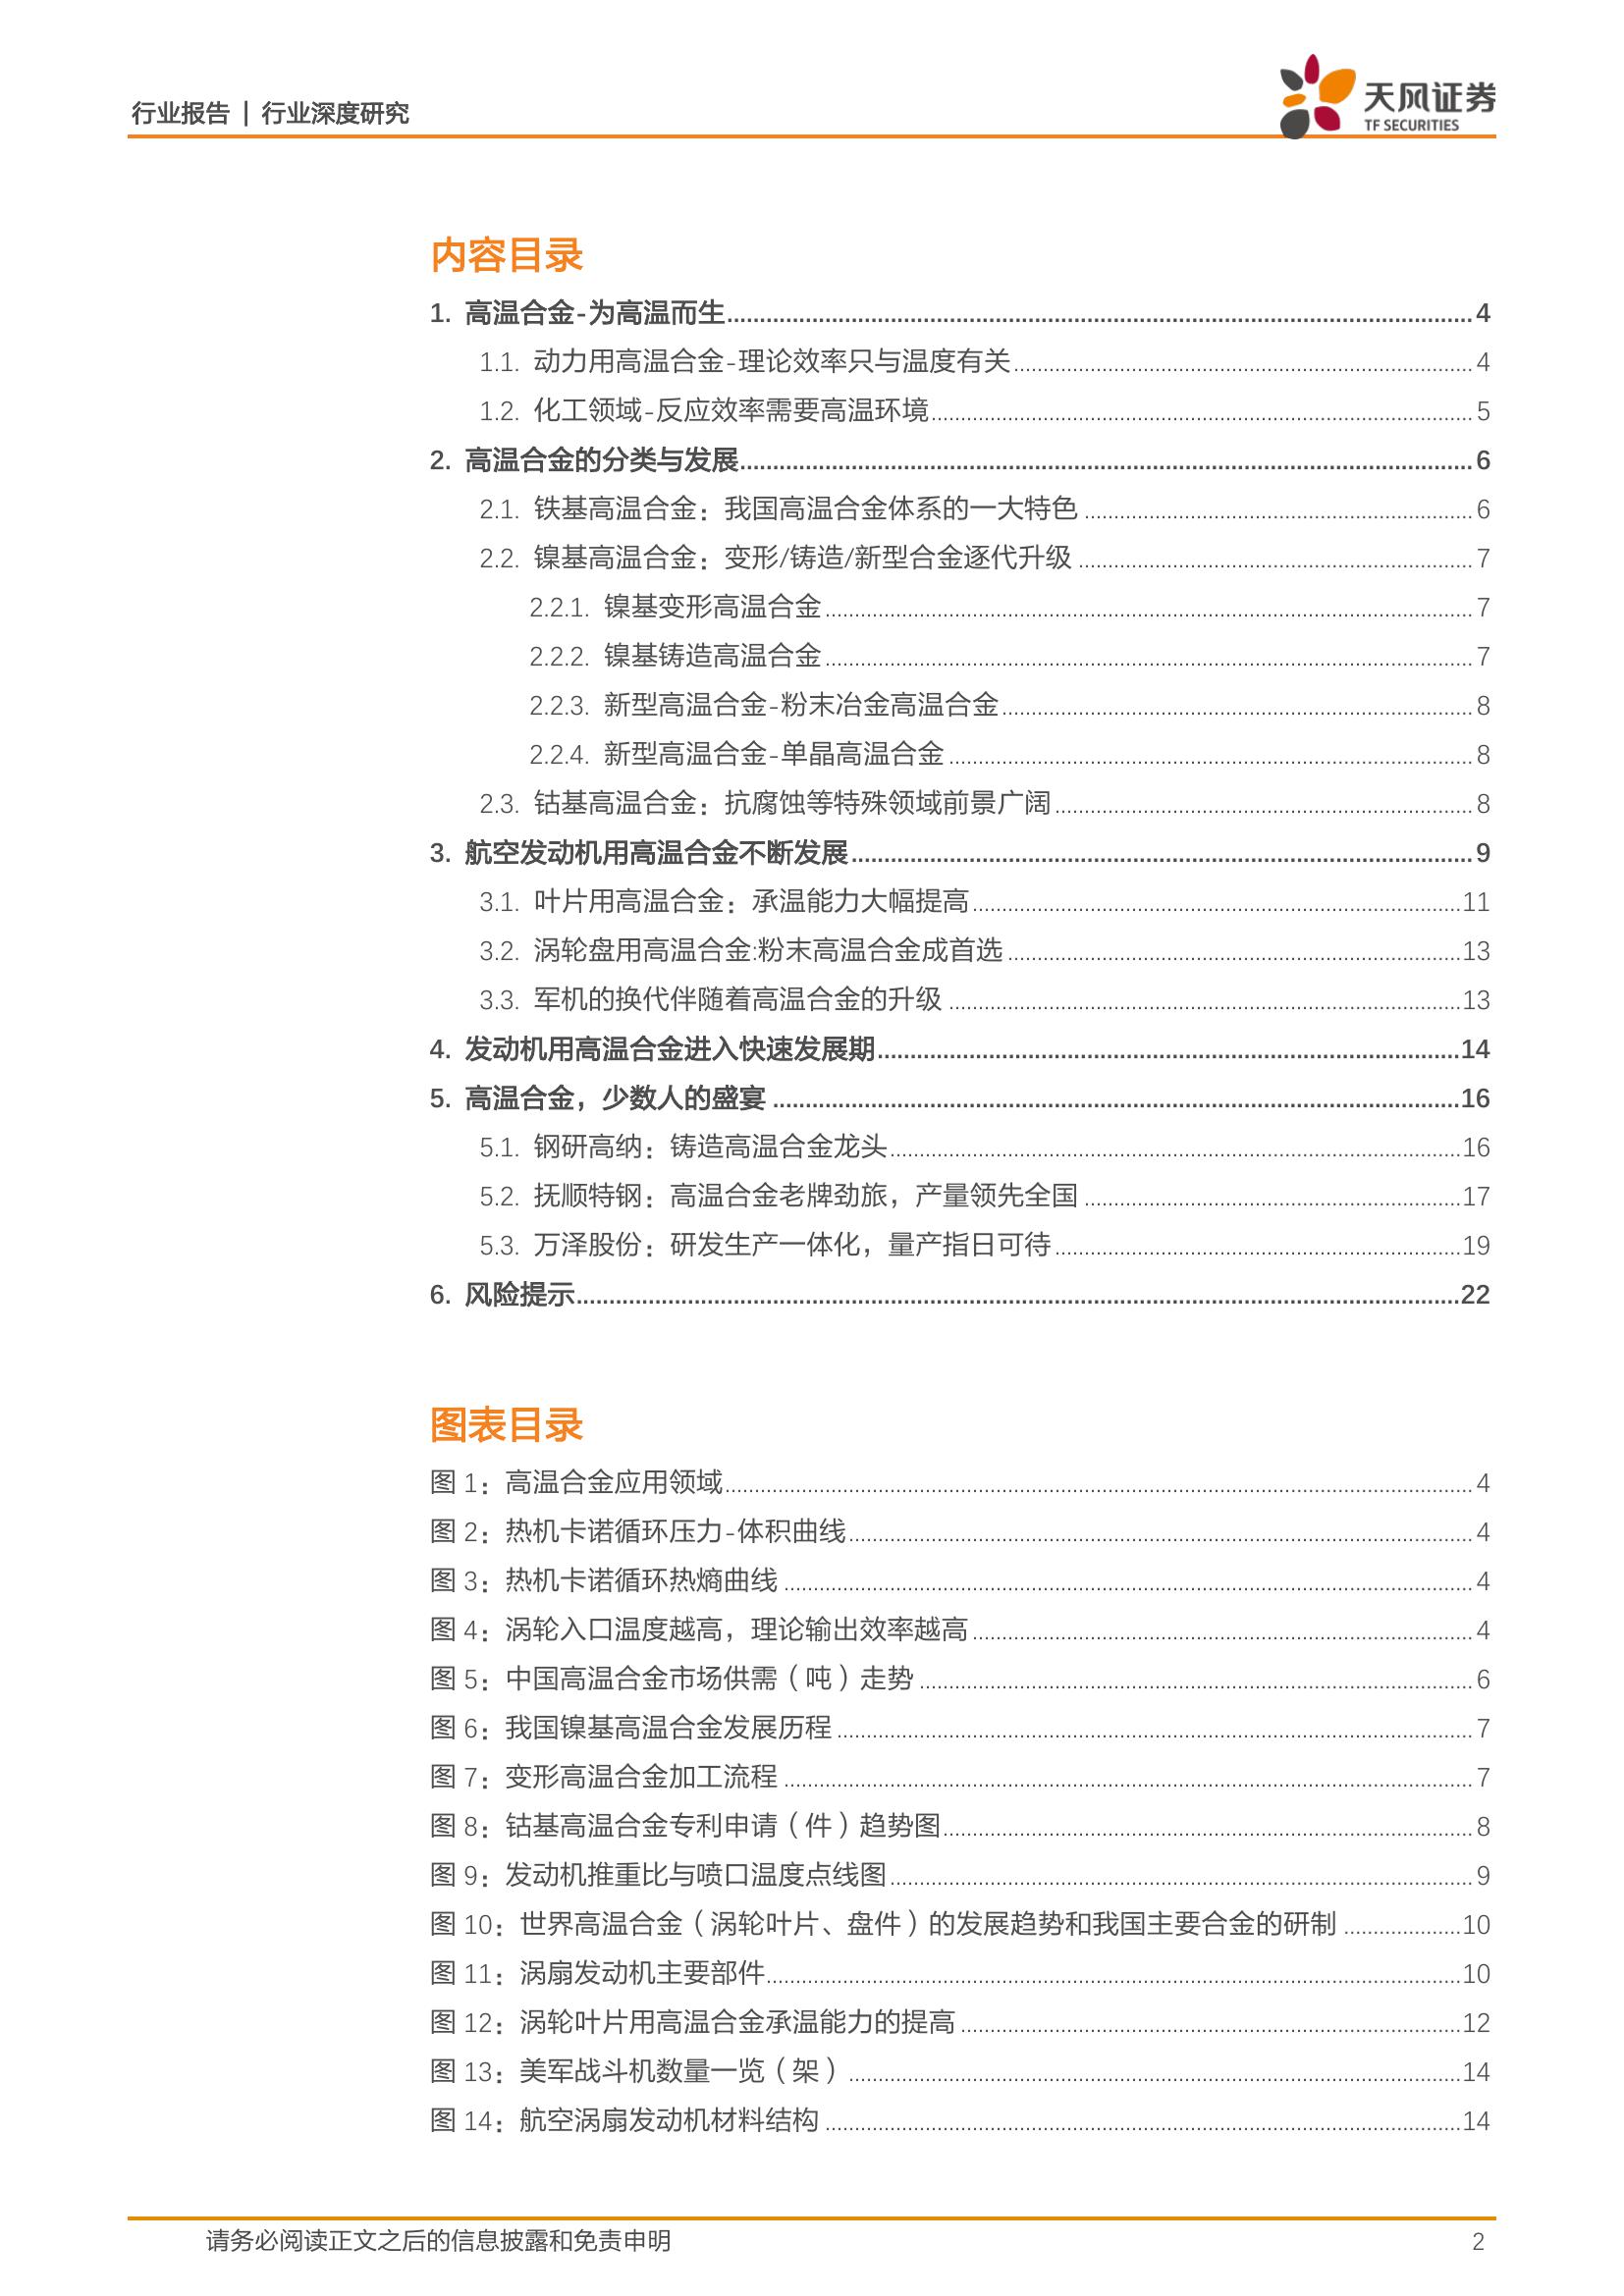 行业报告 | 行业深度研究
天风证券
TF SECURITIES
内容目录
1. 高温合金-为高温而生 4
1.1. 动力用高温合金-理论效率只与温度有关 4
1.2. 化工领域-反应效率需要高温环境 5
2. 高温合金的分类与发展 6
2.1. 铁基高温合金：我国高温合金体系的一大特色 6
2.2. 镍基高温合金：变形/铸造/新型合金逐代升级 7
2.2.1. 镍基变形高温合金 7
2.2.2. 镍基铸造高温合金 7
2.2.3. 新型高温合金-粉末冶金高温合金 8
2.2.4. 新型高温合金-单晶高温合金 8
2.3. 钴基高温合金：抗腐蚀等特殊领域前景广阔 8
3. 航空发动机用高温合金不断发展 9
3.1. 叶片用高温合金：承温能力大幅提高 11
3.2. 涡轮盘用高温合金:粉末高温合金成首选 13
3.3. 军机的换代伴随着高温合金的升级 13
4. 发动机用高温合金进入快速发展期 14
5. 高温合金，少数人的盛宴 16
5.1. 钢研高纳：铸造高温合金龙头 16
5.2. 抚顺特钢：高温合金老牌劲旅，产量领先全国 17
5.3. 万泽股份：研发生产一体化，量产指日可待 19
6. 风险提示 22
图表目录
图 1：高温合金应用领域 4
图 2：热机卡诺循环压力-体积曲线 4
图 3：热机卡诺循环热熵曲线 4
图 4：涡轮入口温度越高，理论输出效率越高 4
图 5：中国高温合金市场供需（吨）走势 6
图 6：我国镍基高温合金发展历程 7
图 7：变形高温合金加工流程 7
图 8：钴基高温合金专利申请（件）趋势图 8
图 9：发动机推重比与喷口温度点线图 9
图 10：世界高温合金（涡轮叶片、盘件）的发展趋势和我国主要合金的研制 10
图 11：涡扇发动机主要部件 10
图 12：涡轮叶片用高温合金承温能力的提高 12
图 13：美军战斗机数量一览（架） 14
图 14：航空涡扇发动机材料结构 14
请务必阅读正文之后的信息披露和免责申明 2